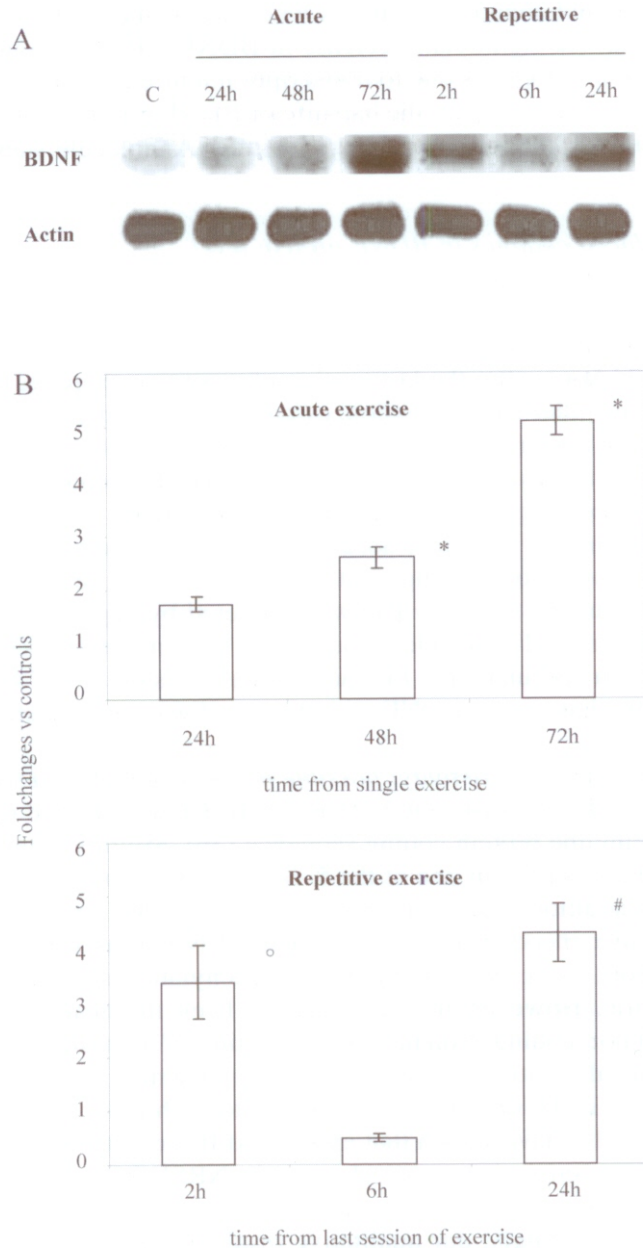 A
Acute Repetitive
C 24h 48h 72h 2h 6h 24h
BDNF
Actin
B
Foldchanges vs controls
6
5
4
3
2
1
0
Acute exercise
*
*
24h 48h 72h
time from single exercise
6
5
4
3
2
1
0
Repetitive exercise
°
#
2h 6h 24h
time from last session of exercise